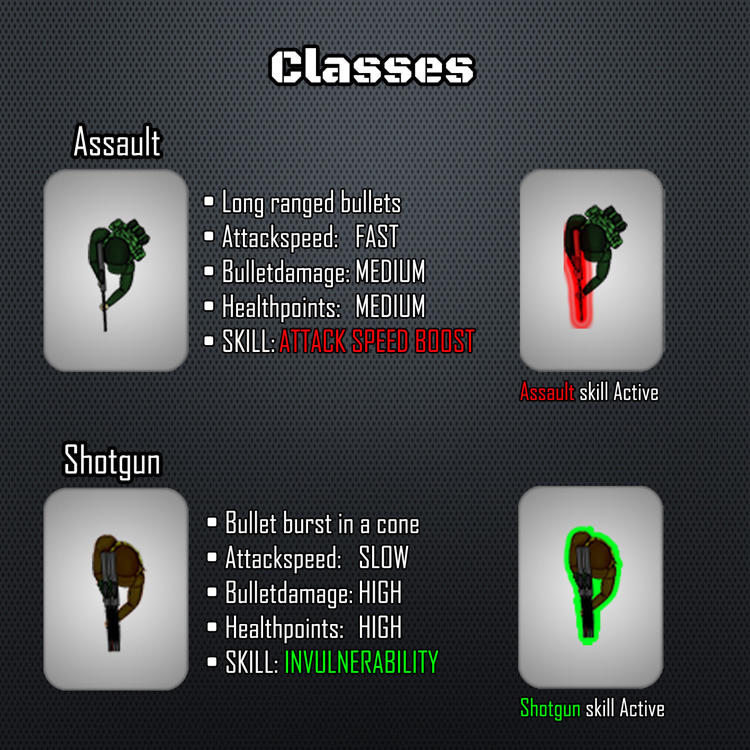 Classes
Assault
• Long ranged bullets
• Attackspeed: FAST
• Bulletdamage: MEDIUM
• Healthpoints: MEDIUM
• SKILL: ATTACK SPEED BOOST
Assault skill Active
Shotgun
• Bullet burst in a cone
• Attackspeed: SLOW
• Bulletdamage: HIGH
• Healthpoints: HIGH
• SKILL: INVULNERABILITY
Shotgun skill Active